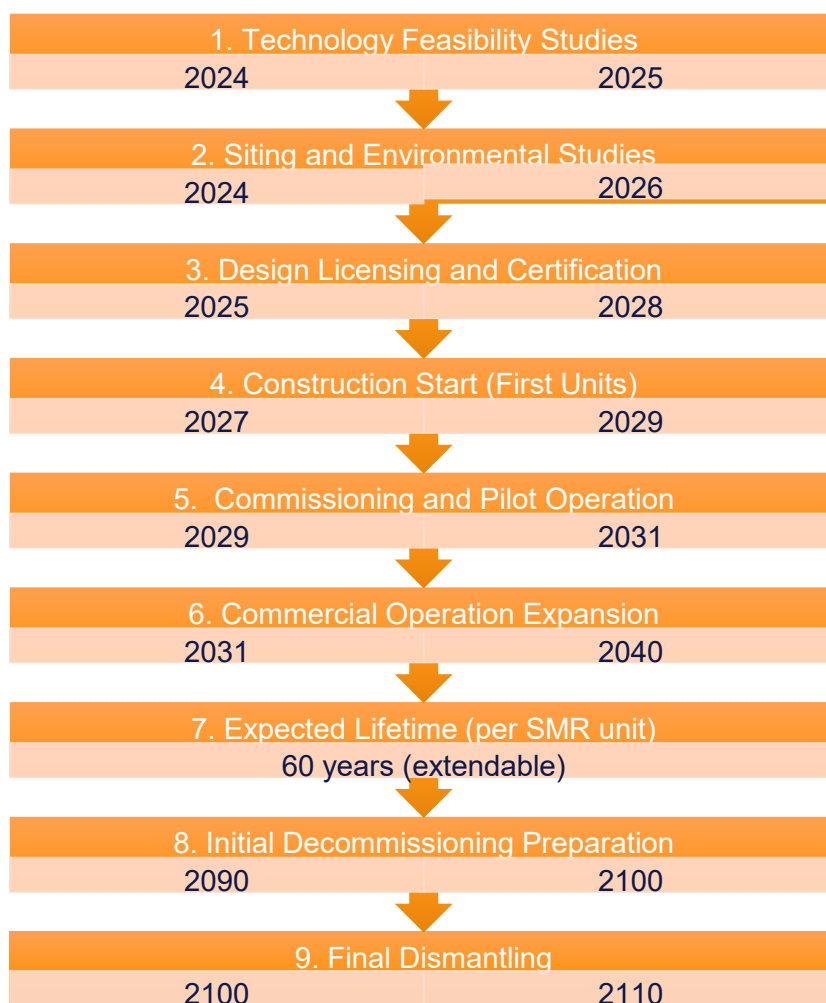 1. Technology Feasibility Studies
2024 2025
2. Siting and Environmental Studies
2024 2026
3. Design Licensing and Certification
2025 2028
4. Construction Start (First Units)
2027 2029
5. Commissioning and Pilot Operation
2029 2031
6. Commercial Operation Expansion
2031 2040
7. Expected Lifetime (per SMR unit)
60 years (extendable)
8. Initial Decommissioning Preparation
2090 2100
9. Final Dismantling
2100 2110